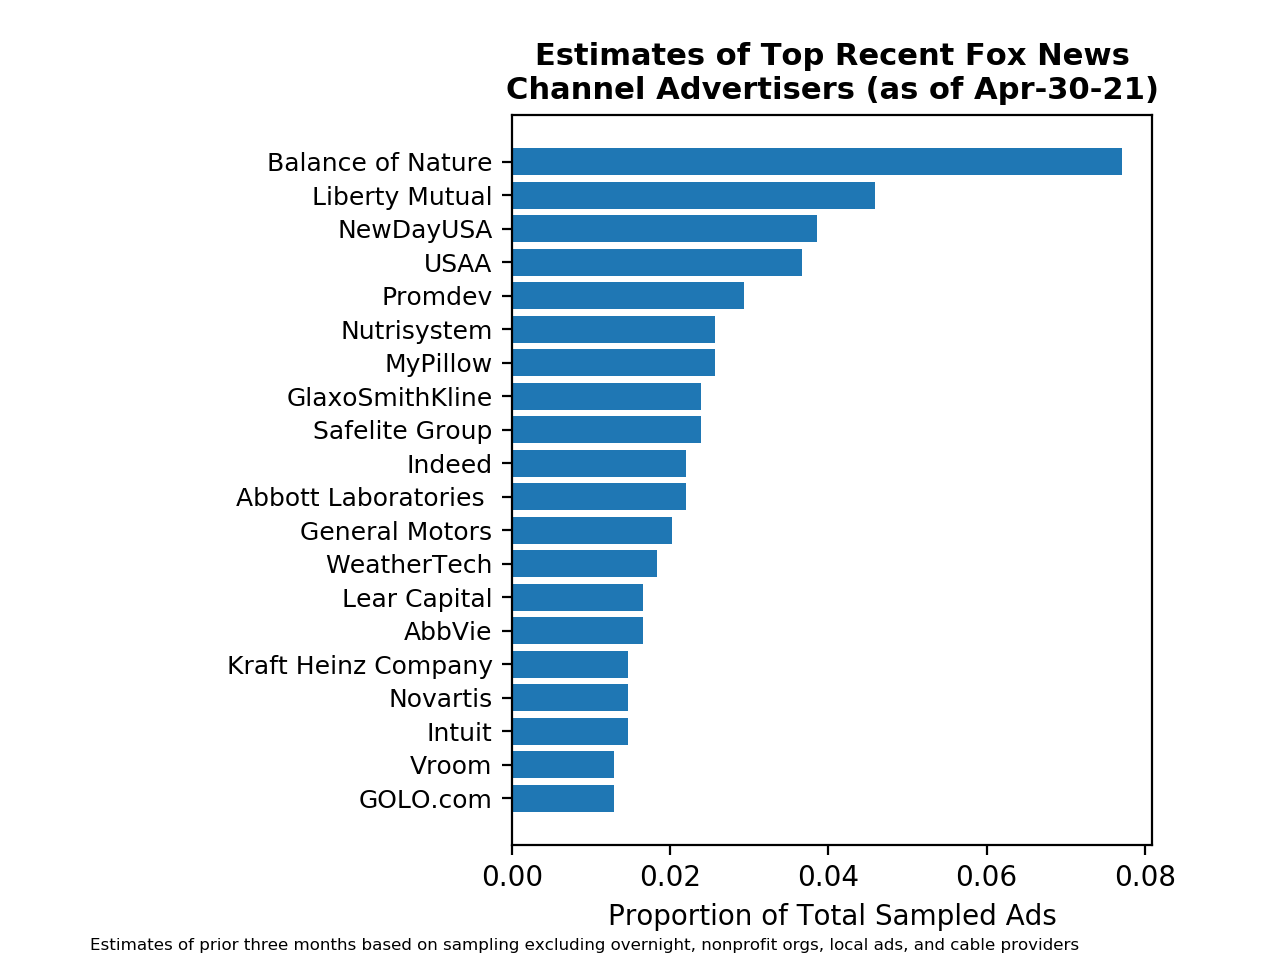 Estimates of Top Recent Fox News
Channel Advertisers (as of Apr-30-21)
Balance of Nature
Liberty Mutual
NewDayUSA
USAA
Promdev
Nutrisystem
MyPillow
GlaxoSmithKline
Safelite Group
Indeed
Abbott Laboratories
General Motors
WeatherTech
Lear Capital
AbbVie
Kraft Heinz Company
Novartis
Intuit
Vroom
GOLO.com
0.00 0.02 0.04 0.06 0.08
Proportion of Total Sampled Ads
Estimates of prior three months based on sampling excluding overnight, nonprofit orgs, local ads, and cable providers